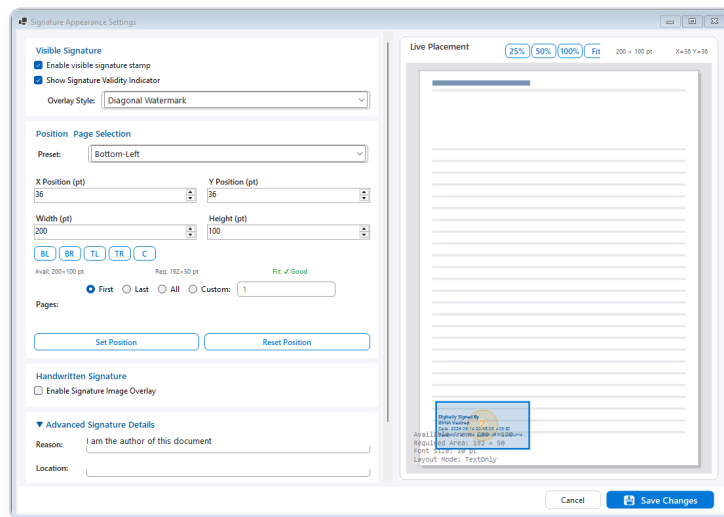 Signature Appearance Settings
Visible Signature
Enable visible signature stamp
Show Signature Validity Indicator
Overlay Style: Diagonal Watermark
Position Page Selection
Preset: Bottom-Left
X Position (pt) Y Position (pt)
36 36
Width (pt) Height (pt)
200 100
BL BR TL TR C
Avail: 200×100 pt Req: 192×50 pt Fit: ✓ Good
First Last All Custom: 1
Pages:
Set Position Reset Position
Handwritten Signature
Enable Signature Image Overlay
▼ Advanced Signature Details
Reason: I am the author of this document
Location:
Live Placement 25% 50% 100% Fit 200 × 100 pt X=36 Y=36
Digitally Signed By
Required Area: 192 × 50
Font Size: 10 pt
Layout Mode: TextOnly
Cancel Save Changes